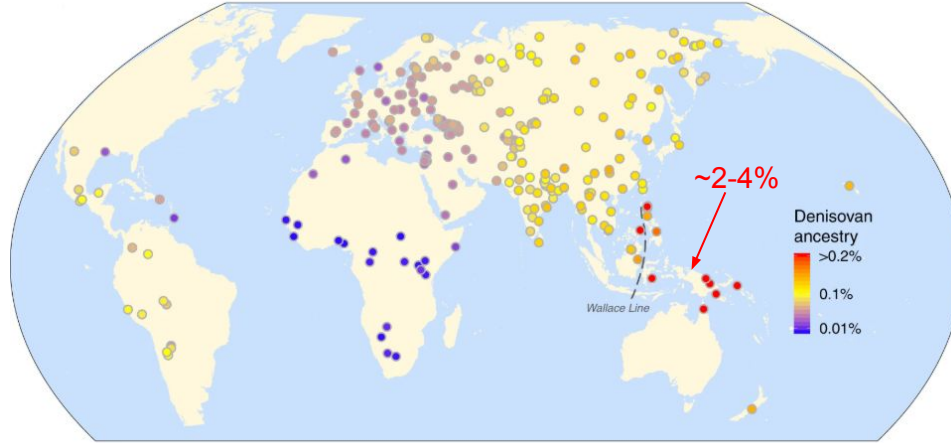 ~2-4%
Denisovan
ancestry
>0.2%
0.1%
0.01%
Wallace Line